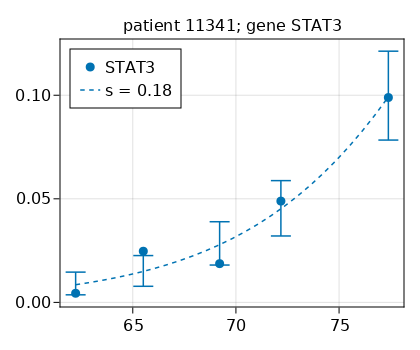 patient 11341; gene STAT3
STAT3
s = 0.18
0.10
0.05
0.00
65
70
75